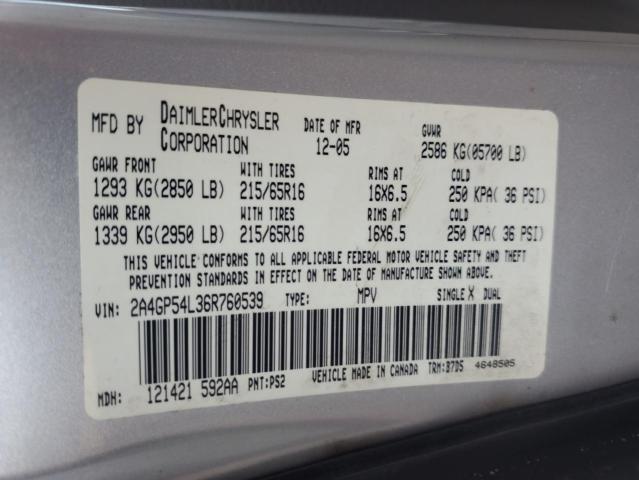 MFD BY DAIMLERCHRYSLER CORPORATION DATE OF MFR 12-05 GVWR 2586 KG(05700 LB)
GAWR FRONT WITH TIRES RIMS AT COLD
1293 KG(2850 LB) 215/65R16 16X6.5 250 KPA( 36 PSI)
GAWR REAR WITH TIRES RIMS AT COLD
1339 KG(2950 LB) 215/65R16 16X6.5 250 KPA( 36 PSI)
THIS VEHICLE CONFORMS TO ALL APPLICABLE FEDERAL MOTOR VEHICLE SAFETY AND THEFT
PREVENTION STANDARDS IN EFFECT ON THE DATE OF MANUFACTURE SHOWN ABOVE.
VIN: 2A4GP54L36R760539 TYPE: MPV SINGLE X DUAL
MDH: 121421 592AA PNT:PS2 VEHICLE MADE IN CANADA TRM:B7D5 4648505